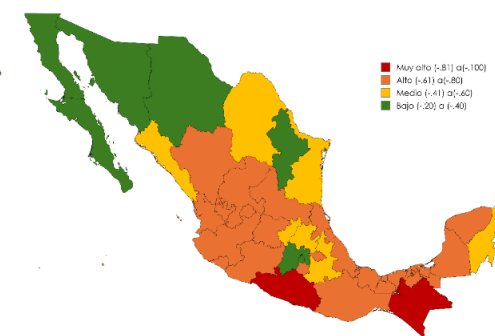 Muy alto (-.81) a(-.100)
Alto (-.61) a(-.80)
Medio (-.41) a(-.60)
Bajo (-.20) a (-.40)